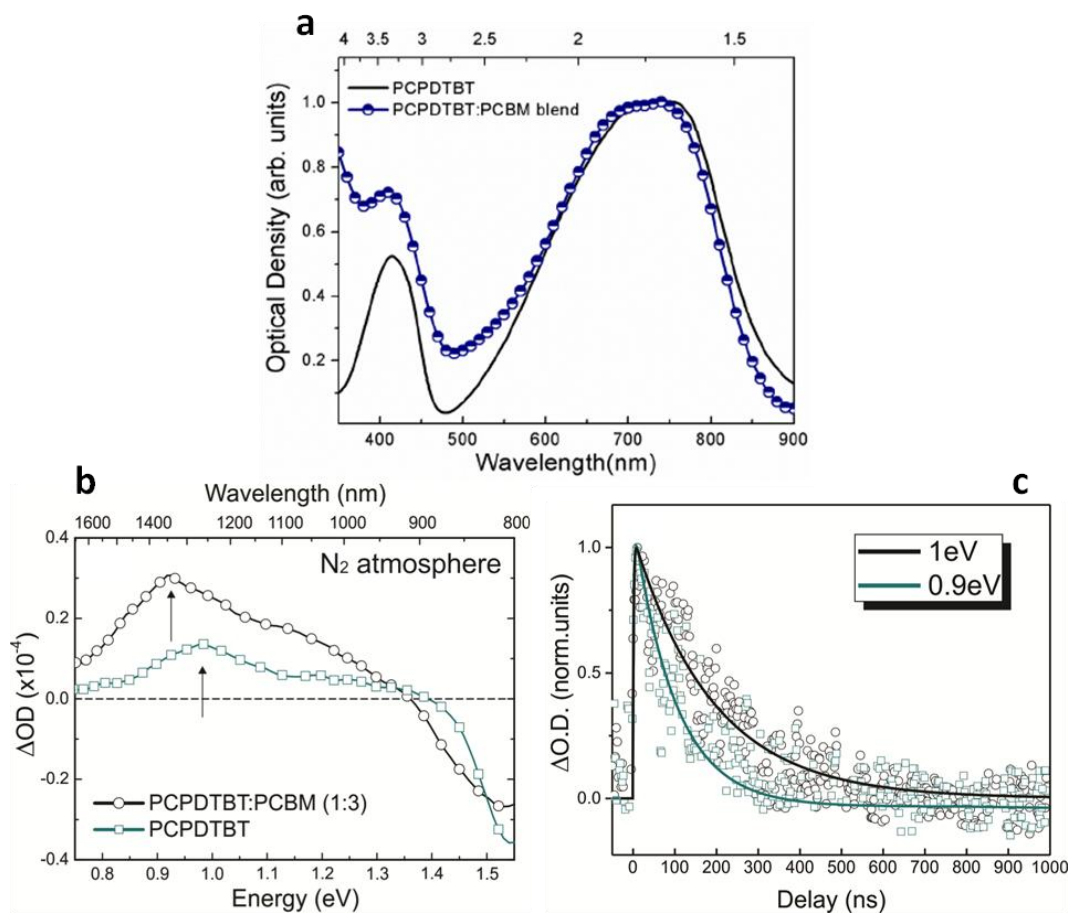 a
4 3.5 3 2.5 2 1.5
PCPDTBT
PCPDTBT:PCBM blend
Optical Density (arb. units)
1.0
0.8
0.6
0.4
0.2
400 500 600 700 800 900
Wavelength(nm)
b
Wavelength (nm)
1600 1400 1200 1100 1000 900 800
N₂ atmosphere
ΔOD (x10⁻⁴)
0.4
0.2
0.0
-0.2
-0.4
PCPDTBT:PCBM (1:3)
PCPDTBT
0.8 0.9 1.0 1.1 1.2 1.3 1.4 1.5
Energy (eV)
c
1eV
0.9eV
ΔO.D. (norm.units)
1.0
0.5
0.0
0 100 200 300 400 500 600 700 800 900 1000
Delay (ns)